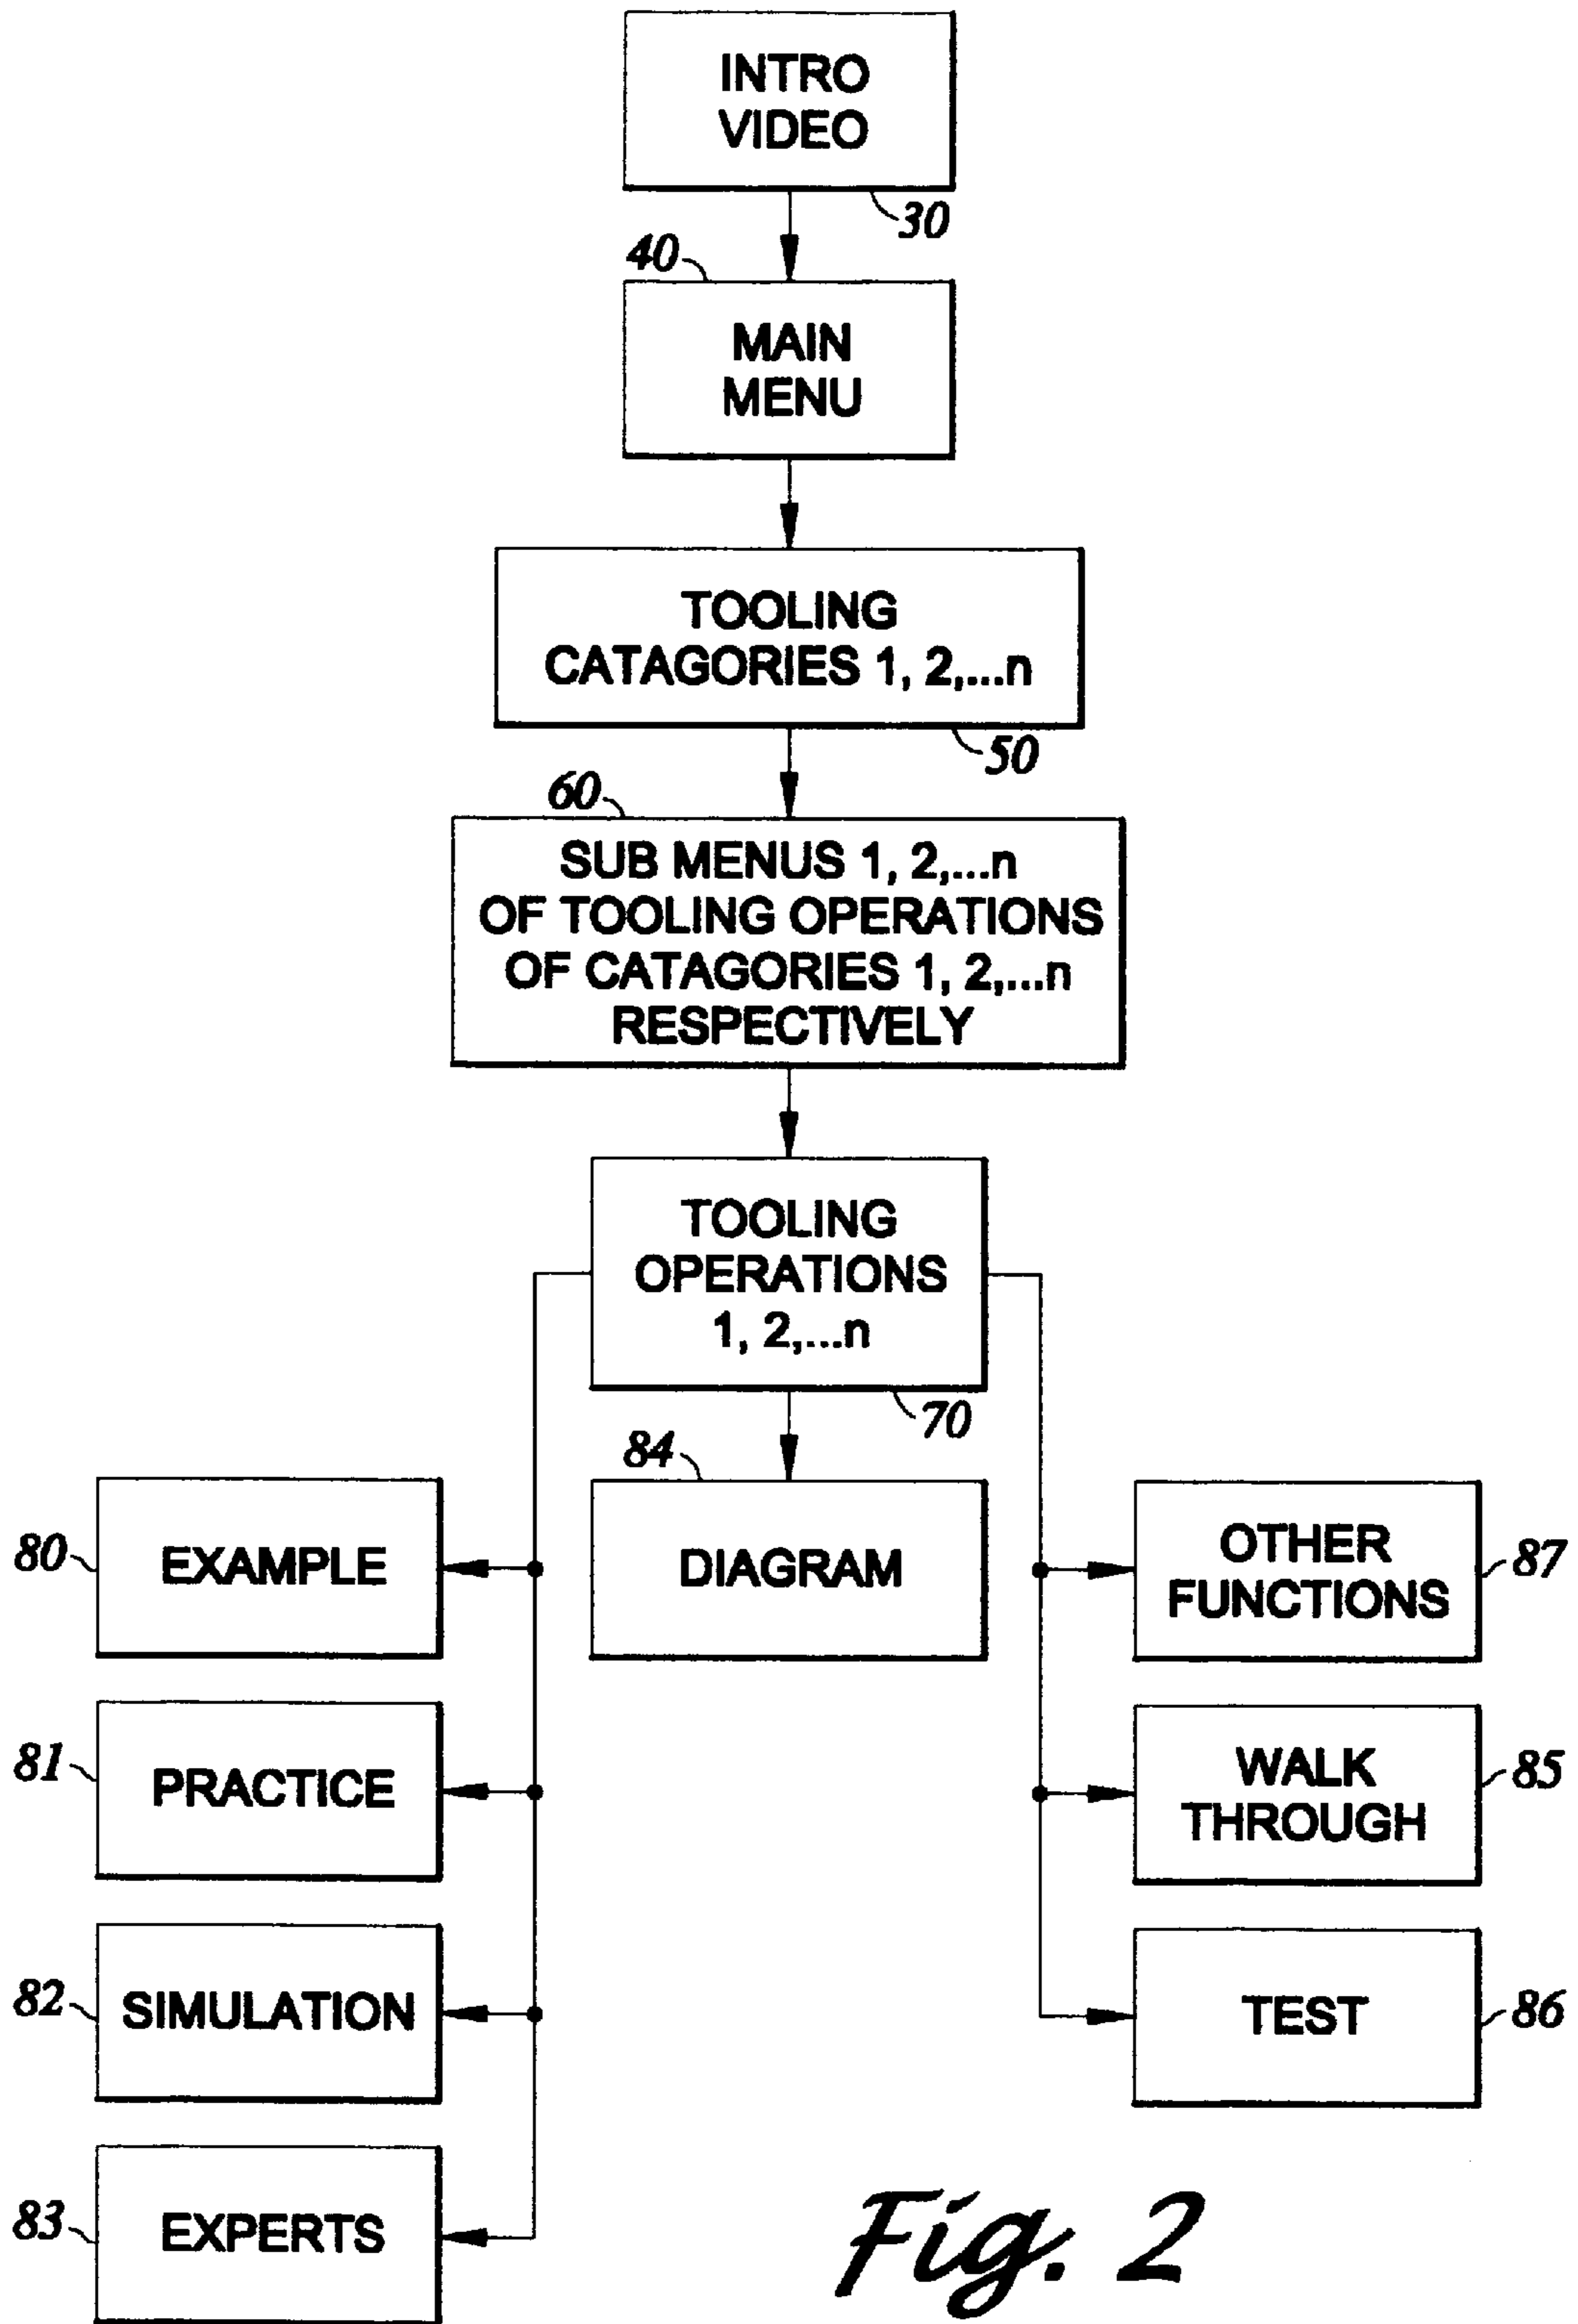 INTRO
VIDEO
30
40
MAIN
MENU
TOOLING
CATAGORIES 1, 2,...n
50
60
SUB MENUS 1, 2,...n
OF TOOLING OPERATIONS
OF CATAGORIES 1, 2,...n
RESPECTIVELY
TOOLING
OPERATIONS
1, 2,...n
70
80
EXAMPLE
81
PRACTICE
82
SIMULATION
83
EXPERTS
84
DIAGRAM
OTHER
FUNCTIONS
87
WALK
THROUGH
85
TEST
86
Fig. 2